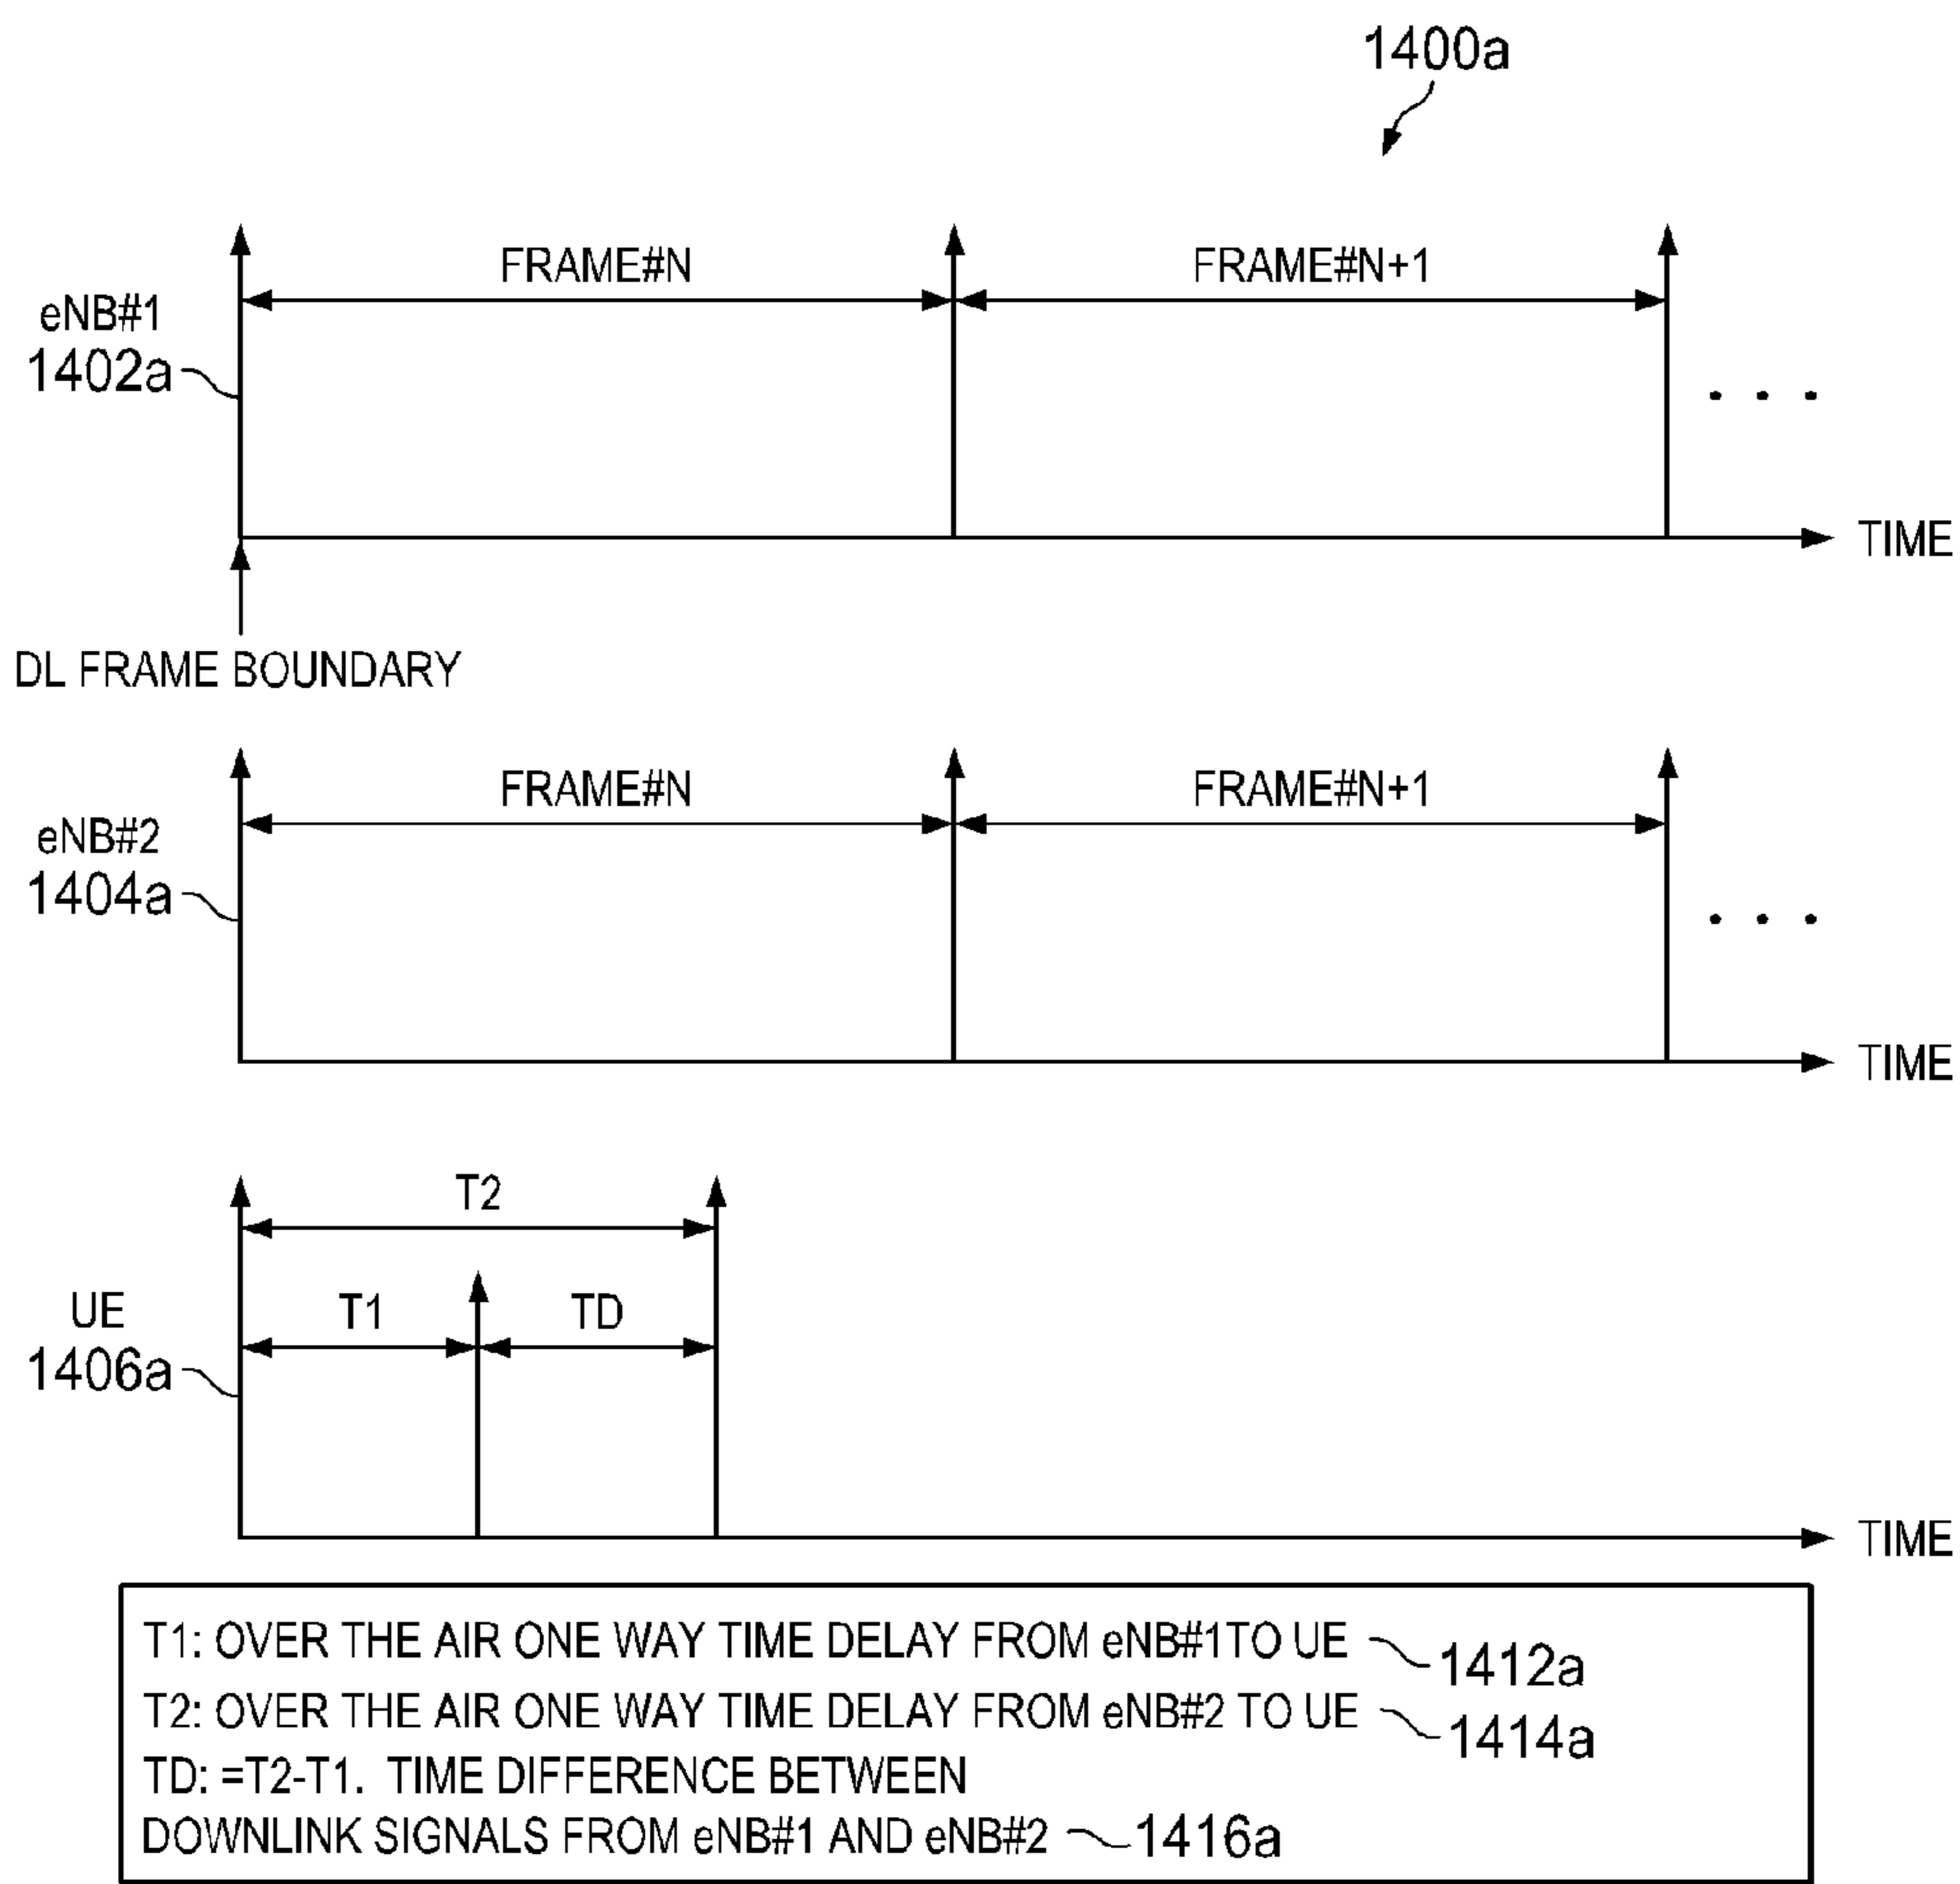 1400a
FRAME#N
FRAME#N+1
eNB#1
1402a
. . .
TIME
DL FRAME BOUNDARY
FRAME#N
FRAME#N+1
eNB#2
1404a
. . .
TIME
T2
UE
T1
TD
1406a
TIME
T1: OVER THE AIR ONE WAY TIME DELAY FROM eNB#1TO UE 1412a
T2: OVER THE AIR ONE WAY TIME DELAY FROM eNB#2 TO UE 1414a
TD: =T2-T1. TIME DIFFERENCE BETWEEN
DOWNLINK SIGNALS FROM eNB#1 AND eNB#2 1416a